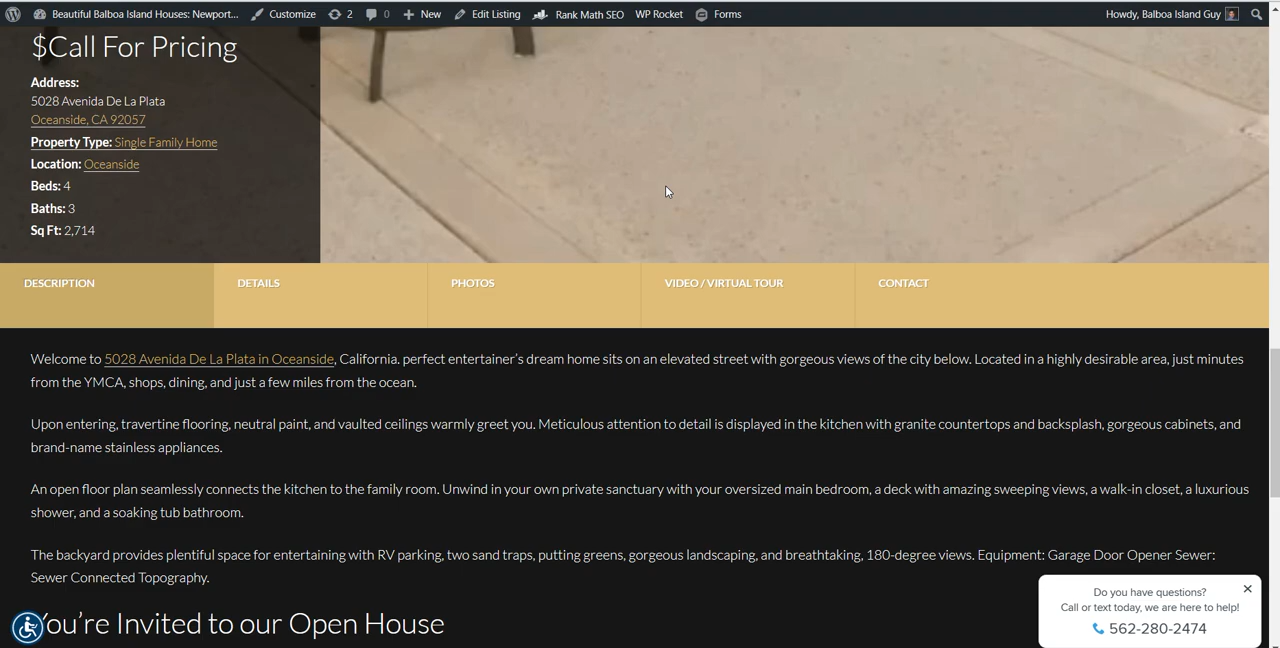 Beautiful Balboa Island Houses: Newport... Customize 2 0 New Edit Listing Rank Math SEO WP Rocket Forms Howdy, Balboa Island Guy
$Call For Pricing
Address:
5028 Avenida De La Plata
Oceanside, CA 92057
Property Type: Single Family Home
Location: Oceanside
Beds: 4
Baths: 3
Sq Ft: 2,714
DESCRIPTION DETAILS PHOTOS VIDEO / VIRTUAL TOUR CONTACT
Welcome to 5028 Avenida De La Plata in Oceanside, California. perfect entertainer's dream home sits on an elevated street with gorgeous views of the city below. Located in a highly desirable area, just minutes
from the YMCA, shops, dining, and just a few miles from the ocean.
Upon entering, travertine flooring, neutral paint, and vaulted ceilings warmly greet you. Meticulous attention to detail is displayed in the kitchen with granite countertops and backsplash, gorgeous cabinets, and
brand-name stainless appliances.
An open floor plan seamlessly connects the kitchen to the family room. Unwind in your own private sanctuary with your oversized main bedroom, a deck with amazing sweeping views, a walk-in closet, a luxurious
shower, and a soaking tub bathroom.
The backyard provides plentiful space for entertaining with RV parking, two sand traps, putting greens, gorgeous landscaping, and breathtaking, 180-degree views. Equipment: Garage Door Opener Sewer:
Sewer Connected Topography.
You're Invited to our Open House
Do you have questions?
Call or text today, we are here to help!
562-280-2474